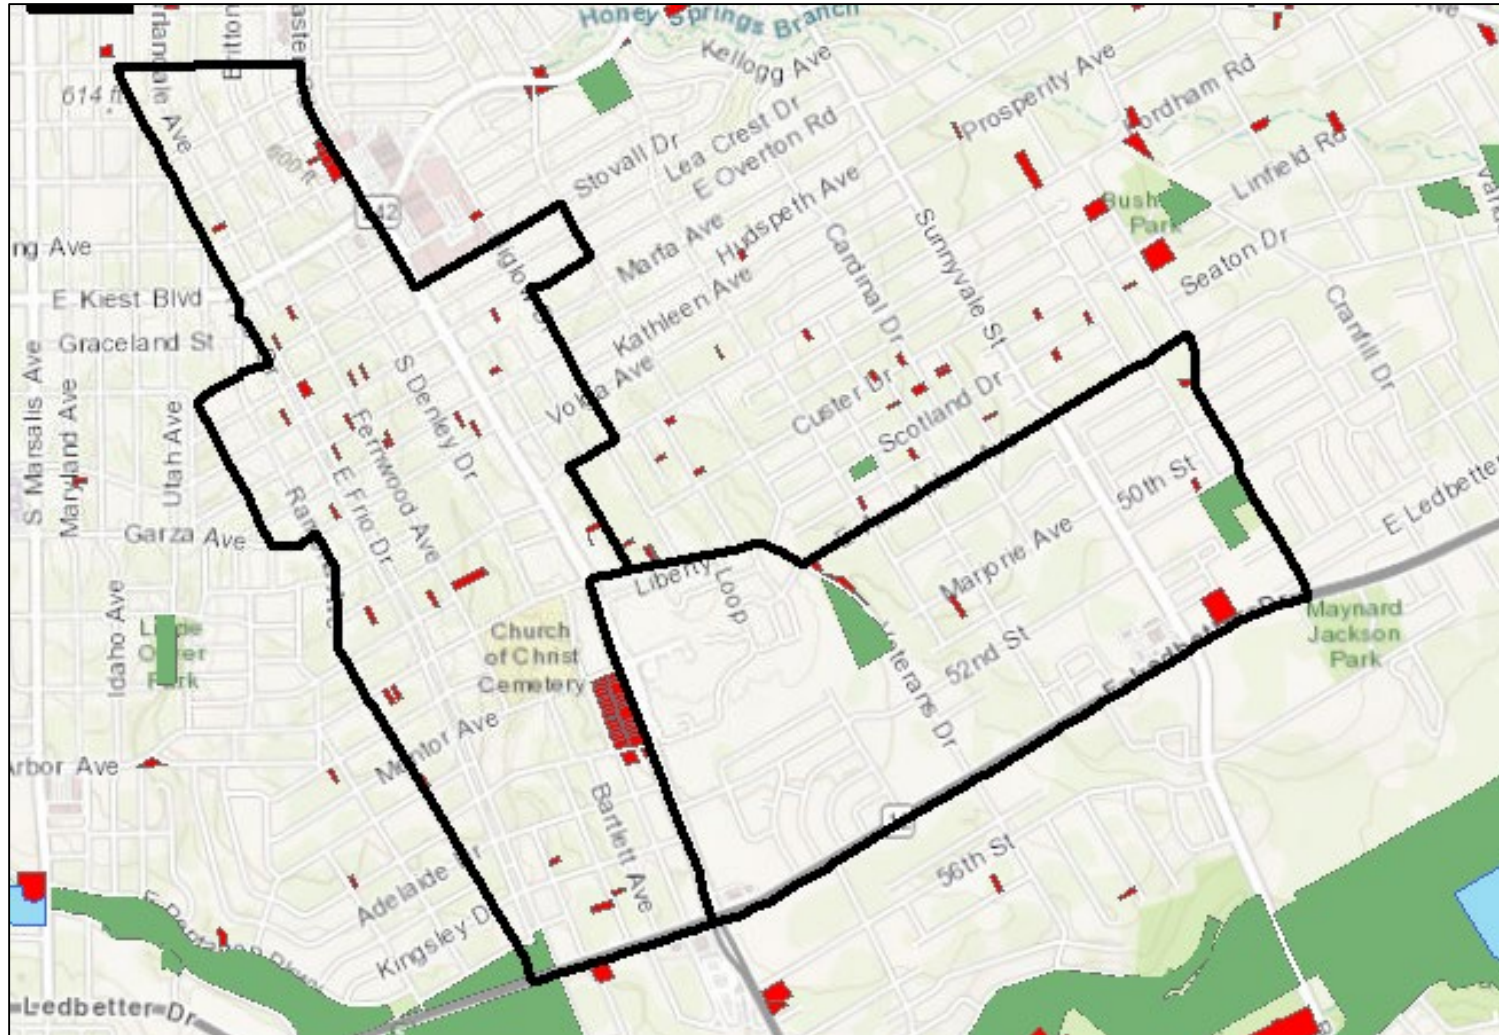 Honey Springs Branch
Kellogg Ave
Britton
614 ft
600 ft
Prosperity Ave
Fordham Rd
Lea Crest Dr
Stovall Dr
E Overton Rd
Linfield Rd
Bush
Park
Hudspeth Ave
Marfa Ave
Cardinal Dr
Sunnyvale St
Seaton Dr
ng Ave
E Kiest Blvd
Kathleen Ave
Cranfill Dr
Graceland St
S Marsalis Ave
Maryland Ave
Utah Ave
S Denley Dr
Custer Dr
Scotland Dr
Fernwood Ave
E Frio Dr
50th St
E Ledbetter
Garza Ave
Marjorie Ave
Liberty
Loop
Idaho Ave
Church
of Christ
Cemetery
Maynard
Jackson
Park
Park
52nd St
Veterans Dr
Mentor Ave
Arbor Ave
Bartlett Ave
56th St
Adelaide
Kingsley D
Ledbetter Dr